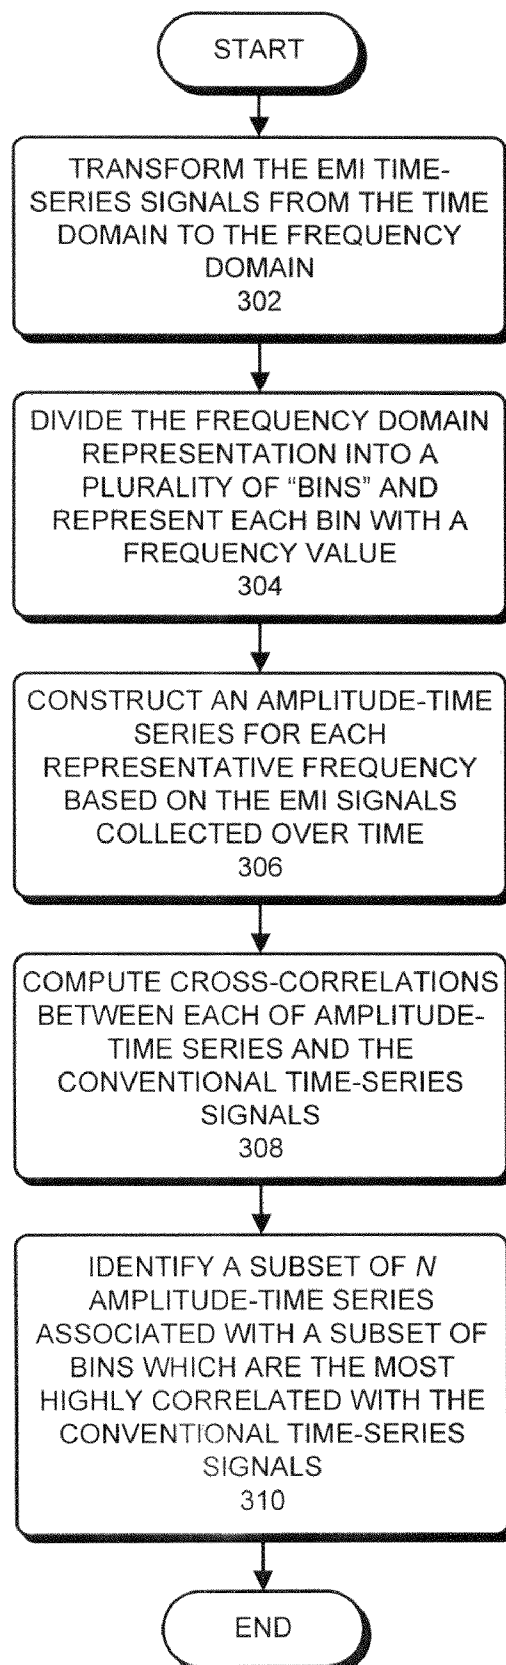 START
TRANSFORM THE EMI TIME-
SERIES SIGNALS FROM THE TIME
DOMAIN TO THE FREQUENCY
DOMAIN
302
DIVIDE THE FREQUENCY DOMAIN
REPRESENTATION INTO A
PLURALITY OF “BINS” AND
REPRESENT EACH BIN WITH A
FREQUENCY VALUE
304
CONSTRUCT AN AMPLITUDE-TIME
SERIES FOR EACH
REPRESENTATIVE FREQUENCY
BASED ON THE EMI SIGNALS
COLLECTED OVER TIME
306
COMPUTE CROSS-CORRELATIONS
BETWEEN EACH OF AMPLITUDE-
TIME SERIES AND THE
CONVENTIONAL TIME-SERIES
SIGNALS
308
IDENTIFY A SUBSET OF N
AMPLITUDE-TIME SERIES
ASSOCIATED WITH A SUBSET OF
BINS WHICH ARE THE MOST
HIGHLY CORRELATED WITH THE
CONVENTIONAL TIME-SERIES
SIGNALS
310
END